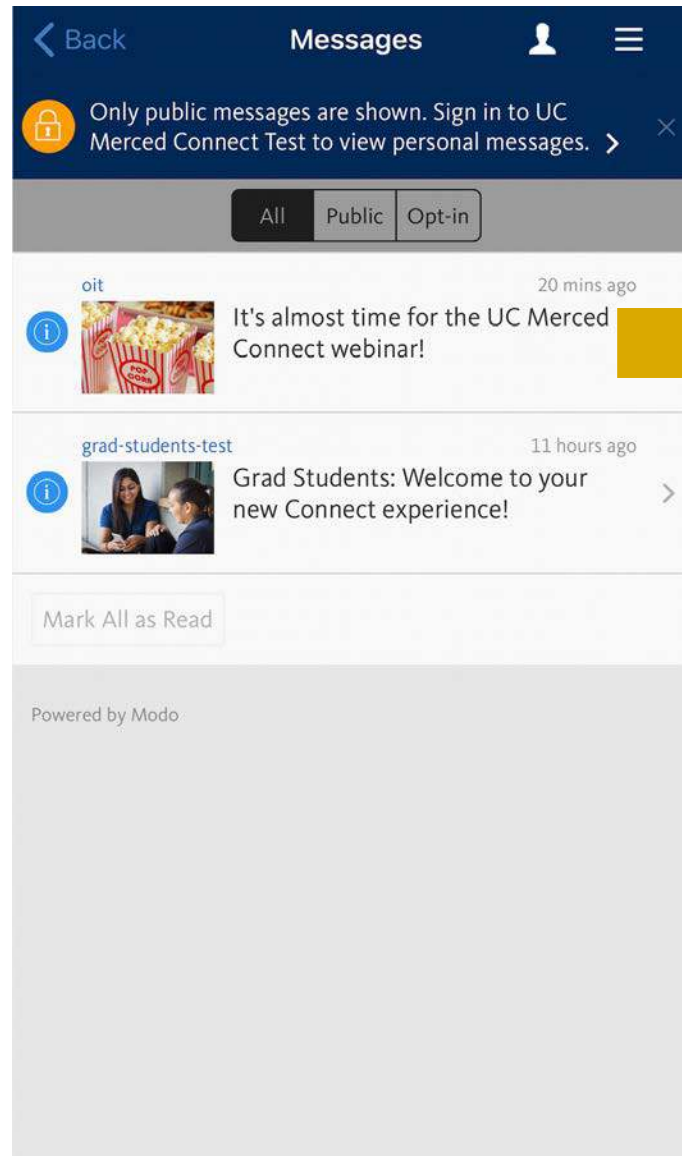 Back
Messages
Only public messages are shown. Sign in to UC
Merced Connect Test to view personal messages.
All
Public
Opt-in
oit
20 mins ago
POP
CORN
It's almost time for the UC Merced
Connect webinar!
grad-students-test
11 hours ago
Grad Students: Welcome to your
new Connect experience!
Mark All as Read
Powered by Modo